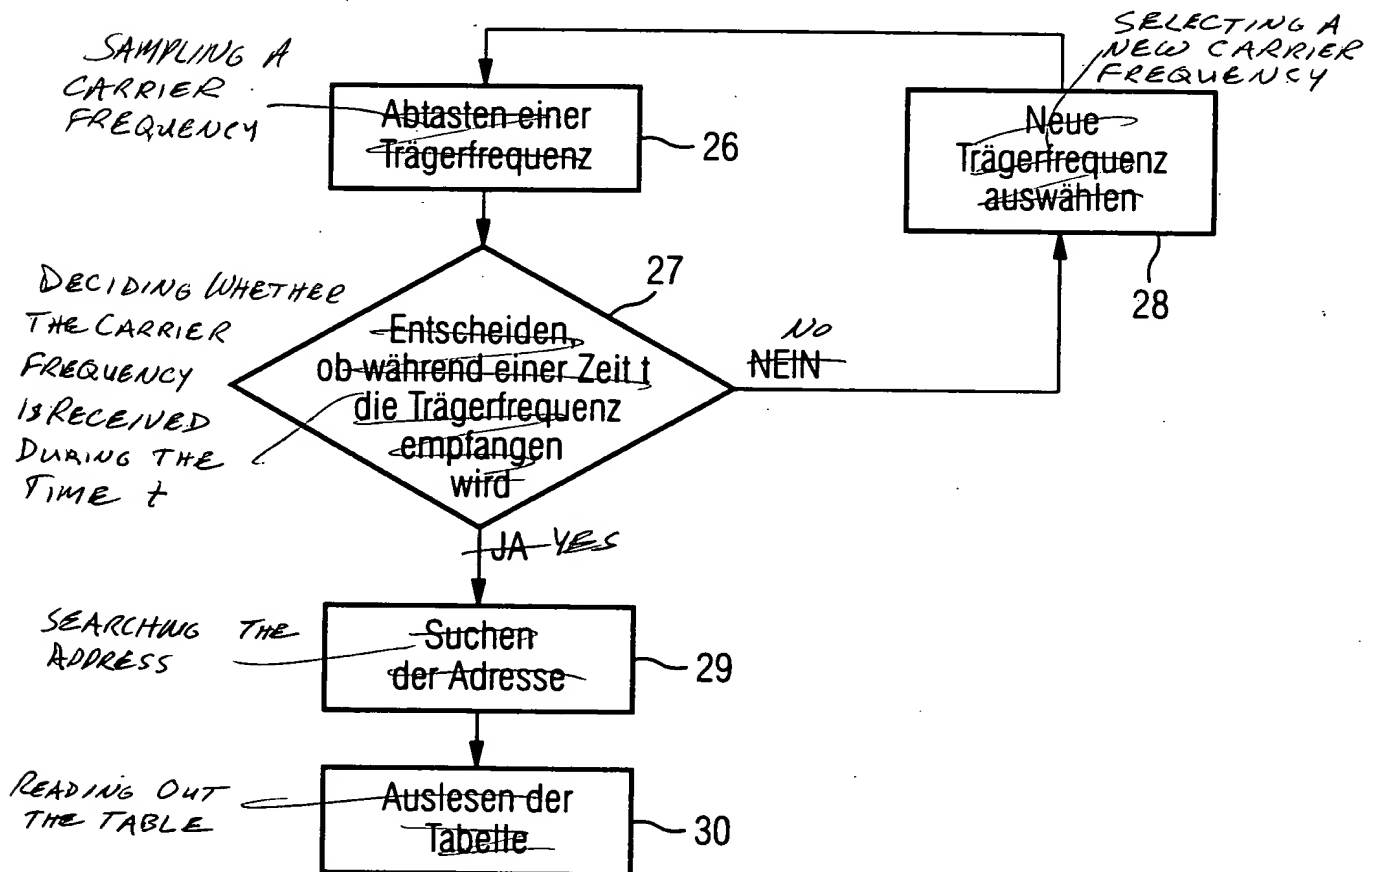 SELECTING A
NEW CARRIER
FREQUENCY
SAMPLING A
CARRIER
FREQUENCY
Abtasten einer
Trägerfrequenz
26
Neue
Trägerfrequenz
auswählen
28
DECIDING WHETHER
THE CARRIER
FREQUENCY
IS RECEIVED
DURING THE
TIME t
27
Entscheiden,
ob während einer Zeit t
die Trägerfrequenz
empfangen
wird
NO
NEIN
JA YES
SEARCHING THE
ADDRESS
Suchen
der Adresse
29
READING OUT
THE TABLE
Auslesen der
Tabelle
30